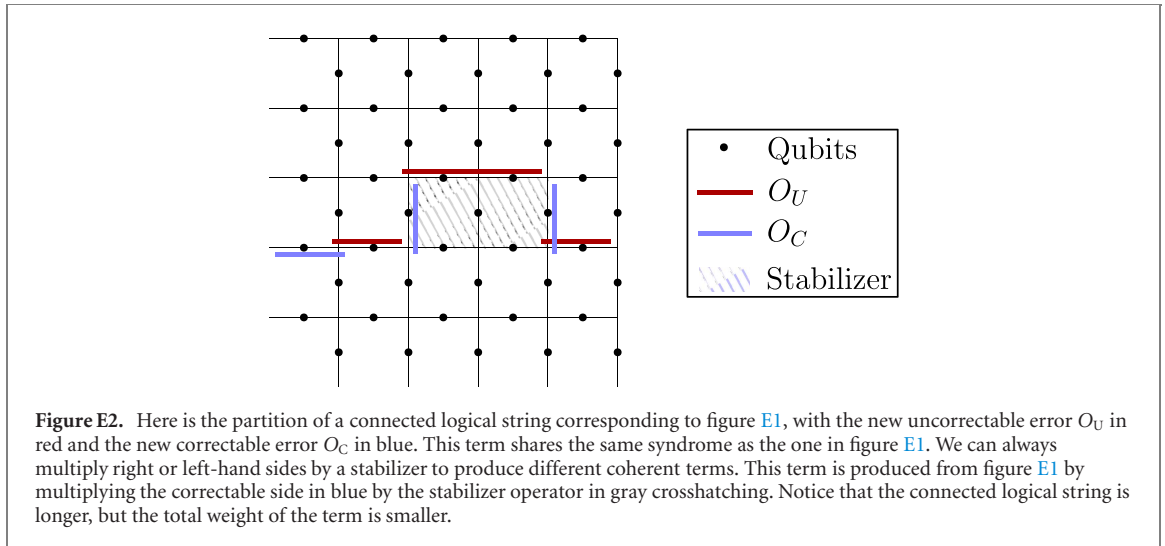 Qubits
O_U
O_C
Stabilizer
Figure E2. Here is the partition of a connected logical string corresponding to figure E1, with the new uncorrectable error O_U in
red and the new correctable error O_C in blue. This term shares the same syndrome as the one in figure E1. We can always
multiply right or left-hand sides by a stabilizer to produce different coherent terms. This term is produced from figure E1 by
multiplying the correctable side in blue by the stabilizer operator in gray crosshatching. Notice that the connected logical string is
longer, but the total weight of the term is smaller.